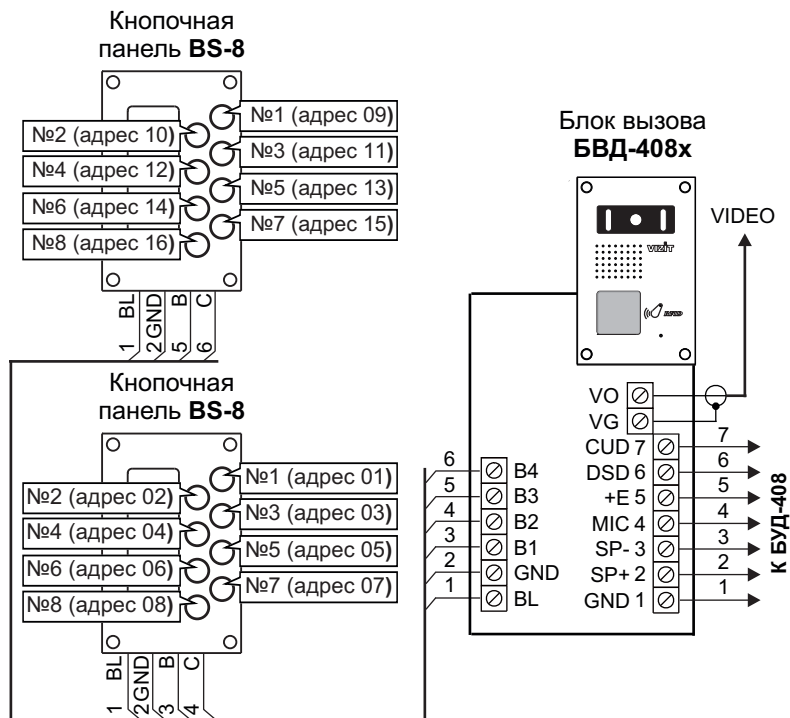 Кнопочная
панель BS-8
№1 (адрес 09)
№2 (адрес 10)
№3 (адрес 11)
№4 (адрес 12)
№5 (адрес 13)
№6 (адрес 14)
№7 (адрес 15)
№8 (адрес 16)
1 BL
2 GND
5 B
6 C
Кнопочная
панель BS-8
№1 (адрес 01)
№2 (адрес 02)
№3 (адрес 03)
№4 (адрес 04)
№5 (адрес 05)
№6 (адрес 06)
№7 (адрес 07)
№8 (адрес 08)
1 BL
2 GND
3 B
4 C
Блок вызова
БВД-408х
VIDEO
VIZIT
RFID
VO
VG
CUD 7 7
DSD 6 6
+E 5 5
MIC 4 4
SP- 3 3
SP+ 2 2
GND 1 1
6 B4
5 B3
4 B2
3 B1
2 GND
1 BL
К БУД-408